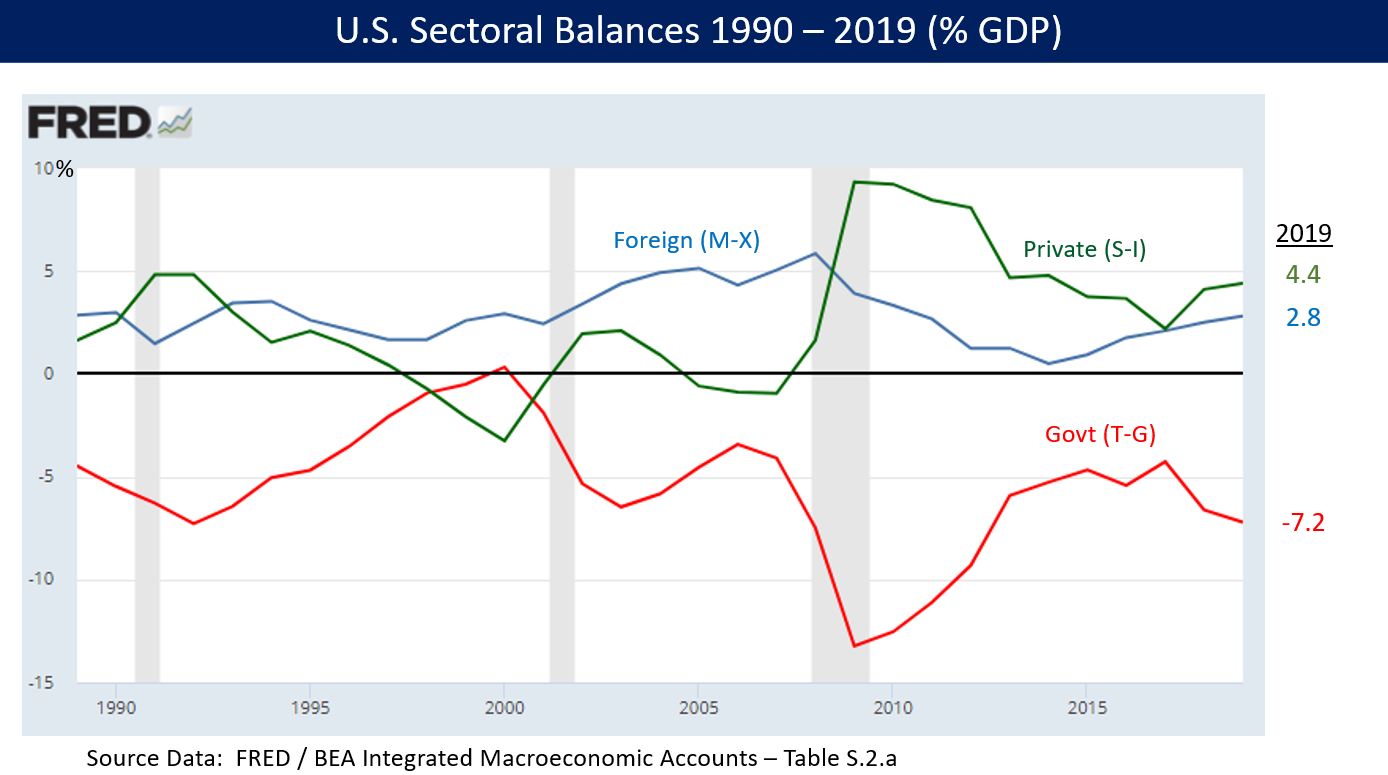 U.S. Sectoral Balances 1990 – 2019 (% GDP)
FRED
10%
5
0
-5
-10
-15
Foreign (M-X)
Private (S-I)
Govt (T-G)
2019
4.4
2.8
-7.2
1990 1995 2000 2005 2010 2015
Source Data: FRED / BEA Integrated Macroeconomic Accounts – Table S.2.a